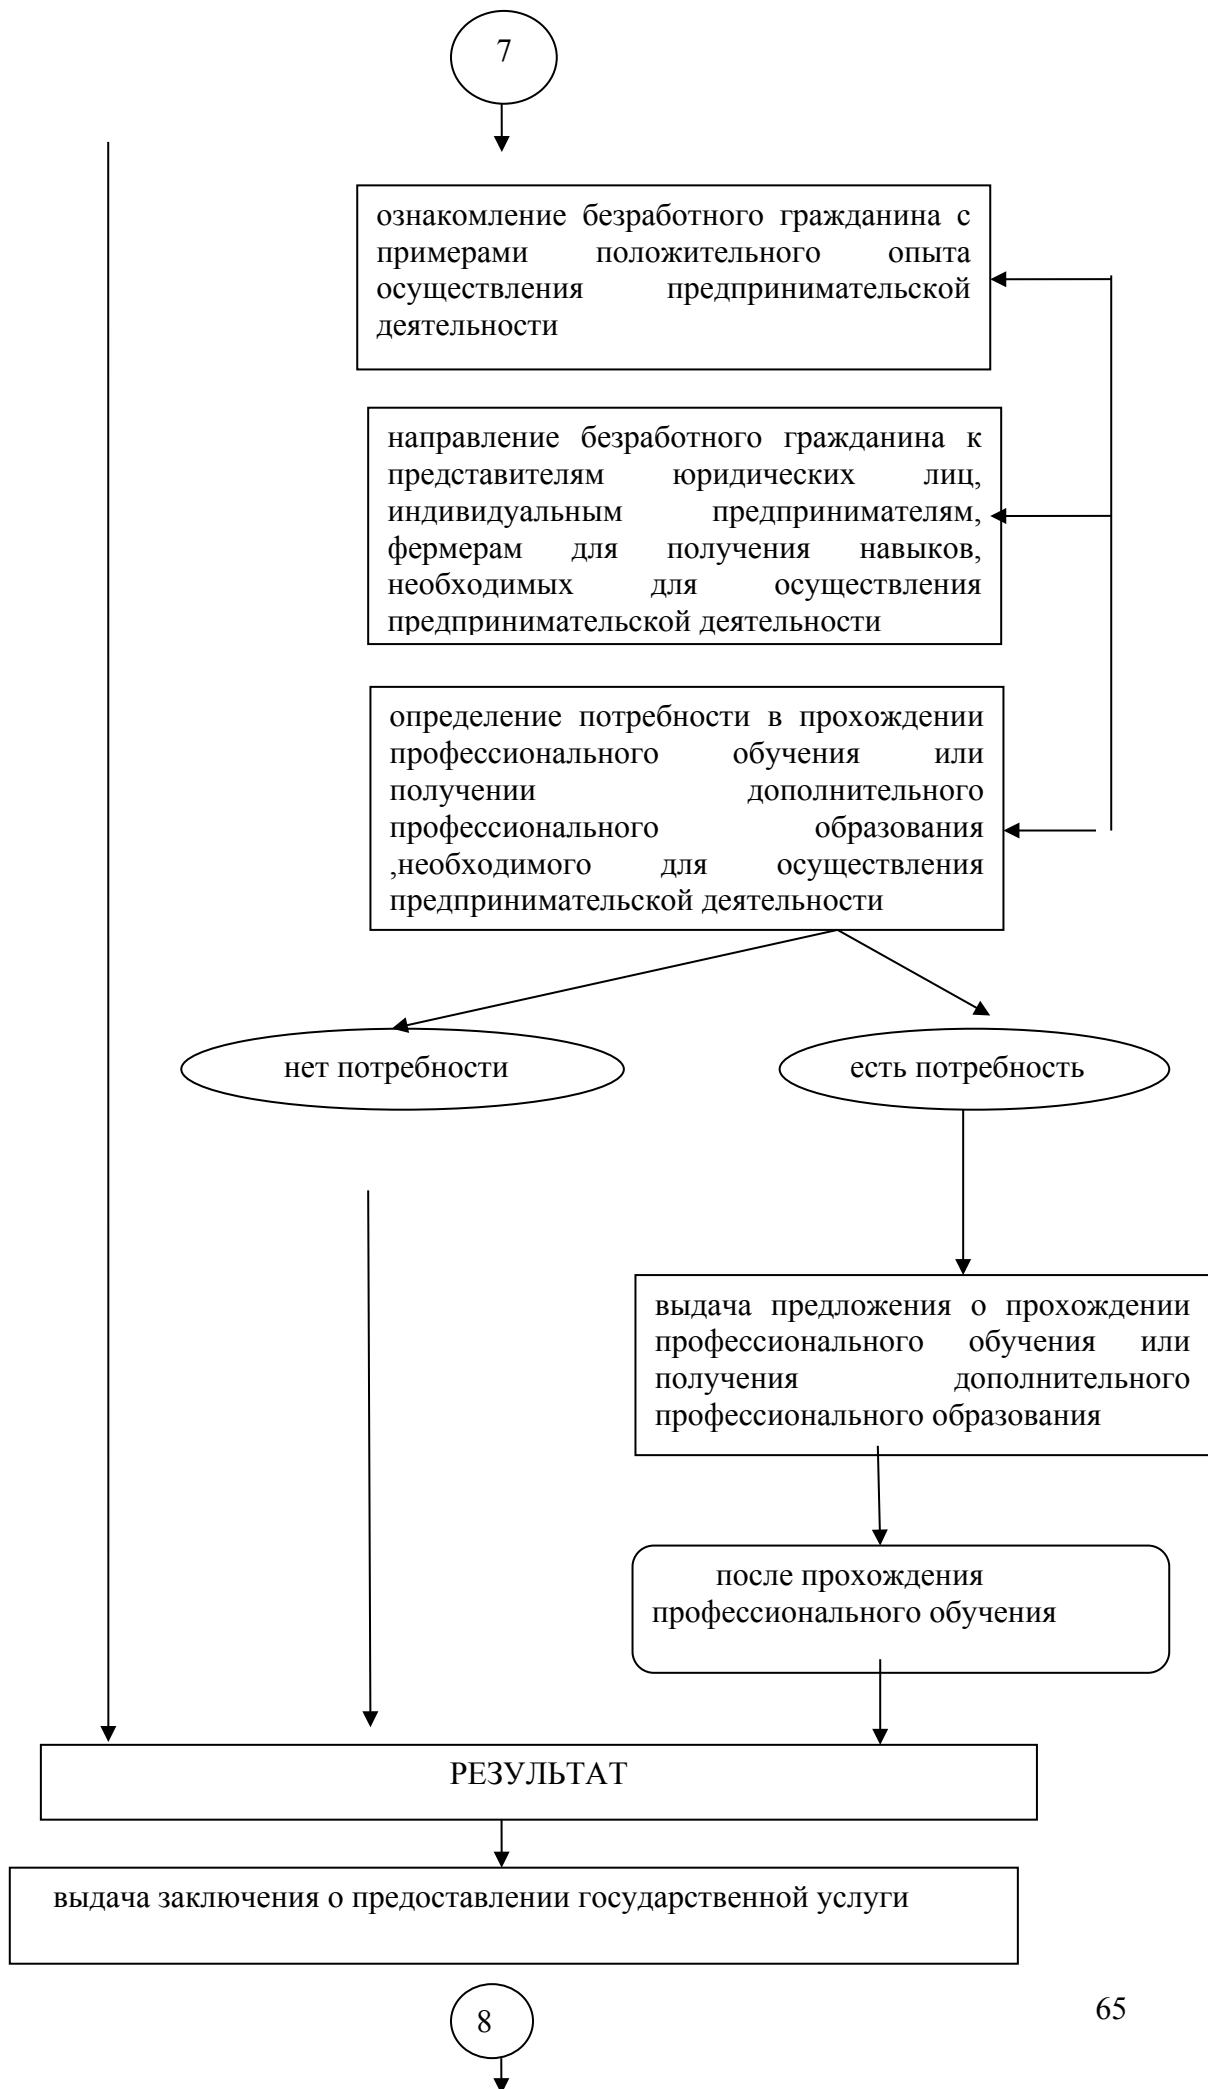 7
ознакомление безработного гражданина с
примерами положительного опыта
осуществления предпринимательской
деятельности
направление безработного гражданина к
представителям юридических лиц,
индивидуальным предпринимателям,
фермерам для получения навыков,
необходимых для осуществления
предпринимательской деятельности
определение потребности в прохождении
профессионального обучения или
получении дополнительного
профессионального образования
,необходимого для осуществления
предпринимательской деятельности
нет потребности
есть потребность
выдача предложения о прохождении
профессионального обучения или
получения дополнительного
профессионального образования
после прохождения
профессионального обучения
РЕЗУЛЬТАТ
выдача заключения о предоставлении государственной услуги
8
65